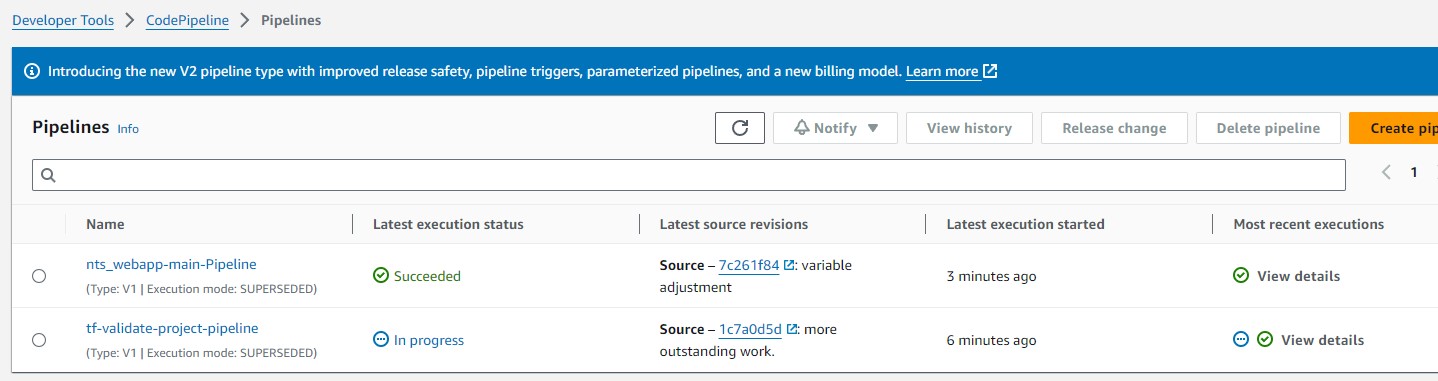 Developer Tools > CodePipeline > Pipelines
Introducing the new V2 pipeline type with improved release safety, pipeline triggers, parameterized pipelines, and a new billing model. Learn more
Pipelines Info
Notify
View history
Release change
Delete pipeline
Create pip
1
Name
Latest execution status
Latest source revisions
Latest execution started
Most recent executions
nts_webapp-main-Pipeline
(Type: V1 | Execution mode: SUPERSEDED)
Succeeded
Source – 7c261f84: variable
adjustment
3 minutes ago
View details
tf-validate-project-pipeline
(Type: V1 | Execution mode: SUPERSEDED)
In progress
Source – 1c7a0d5d: more
outstanding work.
6 minutes ago
View details